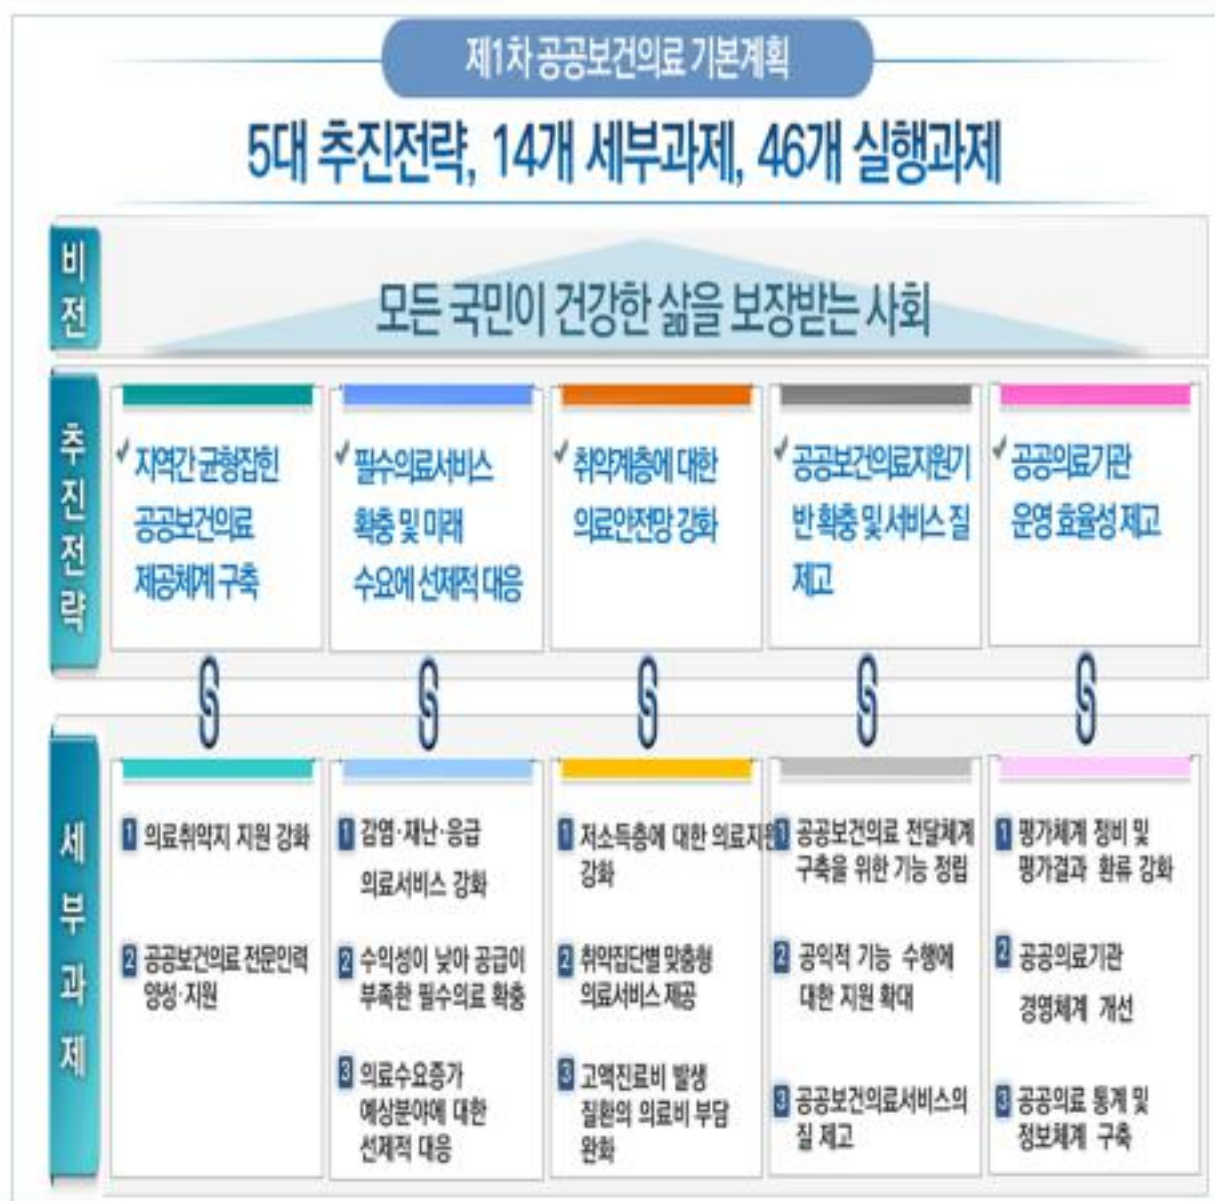 제1차 공공보건의료 기본계획
5대 추진전략, 14개 세부과제, 46개 실행과제
비전
모든 국민이 건강한 삶을 보장받는 사회
추진전략
지역간 균형잡힌
공공보건의료
제공체계 구축
필수의료서비스
확충 및 미래
수요에 선제적 대응
취약계층에 대한
의료안전망 강화
공공보건의료지원기
반 확충 및 서비스 질
제고
공공의료기관
운영 효율성 제고
세부과제
1 의료취약지 지원 강화
2 공공보건의료 전문인력
양성·지원
1 감염·재난·응급
의료서비스 강화
2 수익성이 낮아 공급이
부족한 필수의료 확충
3 의료수요증가
예상분야에 대한
선제적 대응
1 저소득층에 대한 의료지원
강화
2 취약집단별 맞춤형
의료서비스 제공
3 고액진료비 발생
질환의 의료비 부담
완화
1 공공보건의료 전달체계
구축을 위한 기능 정립
2 공익적 기능 수행에
대한 지원 확대
3 공공보건의료서비스의
질 제고
1 평가체계 정비 및
평가결과 환류 강화
2 공공의료기관
경영체계 개선
3 공공의료 통계 및
정보체계 구축